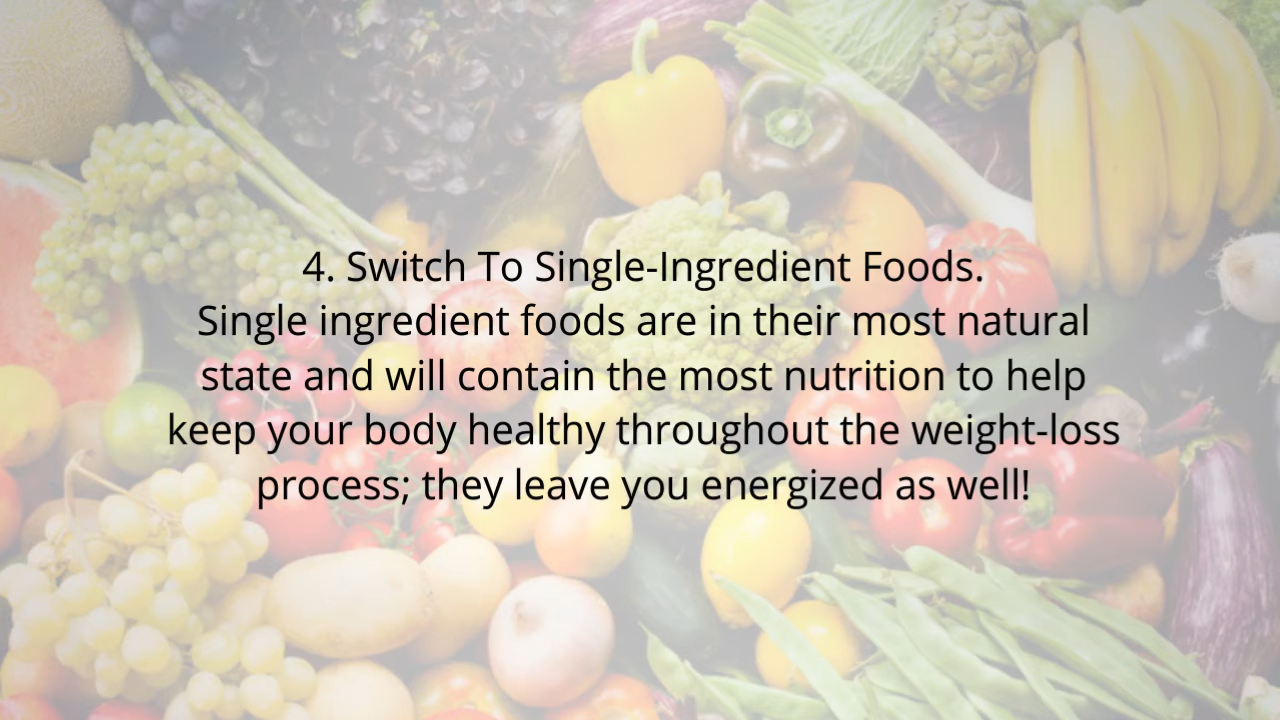 4. Switch To Single-Ingredient Foods.
Single ingredient foods are in their most natural
state and will contain the most nutrition to help
keep your body healthy throughout the weight-loss
process; they leave you energized as well!